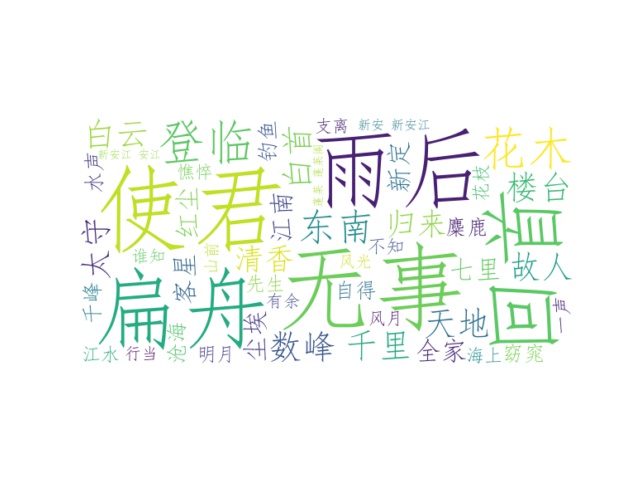 白云
登临
钓鱼
白首
支离
新安 新安江
花木
新安江 安江
水声
憔悴
雨后
新定
花枝
楼台
使君
红尘
江南
东南
归来
麋鹿
回首
太守
谁知
山前
清香
风光
不知
七里
故人
千峰
扁舟
客星
先生
无事
自得
有余
风月
天地
一声
江水
行当
沧海
明月
尘埃
数峰
千里
全家
海上
窈窕